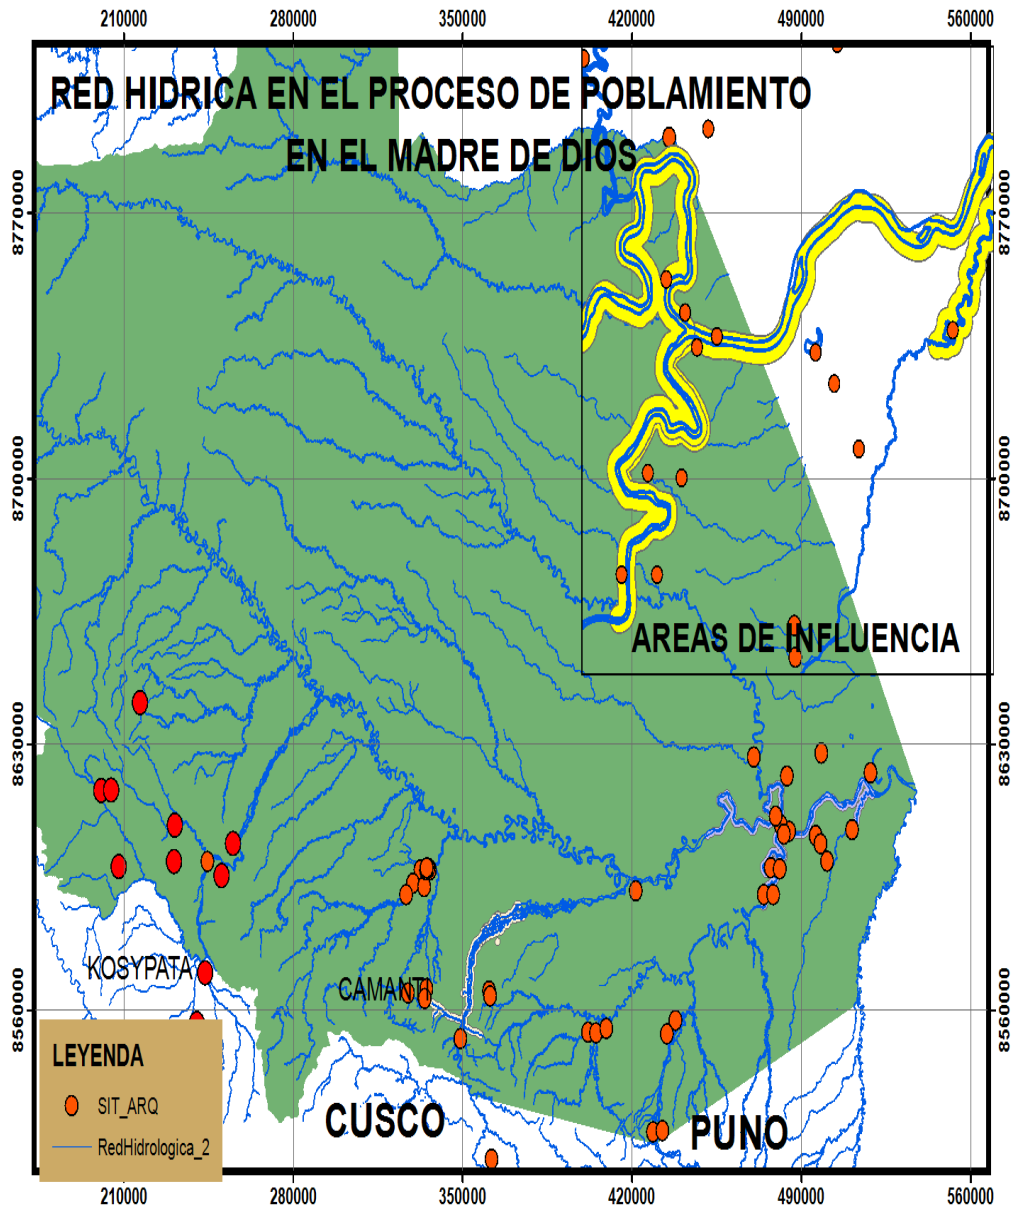 210000 280000 350000 420000 490000 560000
RED HIDRICA EN EL PROCESO DE POBLAMIENTO
EN EL MADRE DE DIOS
8770000 8770000
8700000 8700000
AREAS DE INFLUENCIA
8630000 8630000
KOSYPATA
CAMANTI
8560000 8560000
LEYENDA
SIT_ARQ
RedHidrologica_2
CUSCO
PUNO
210000 280000 350000 420000 490000 560000